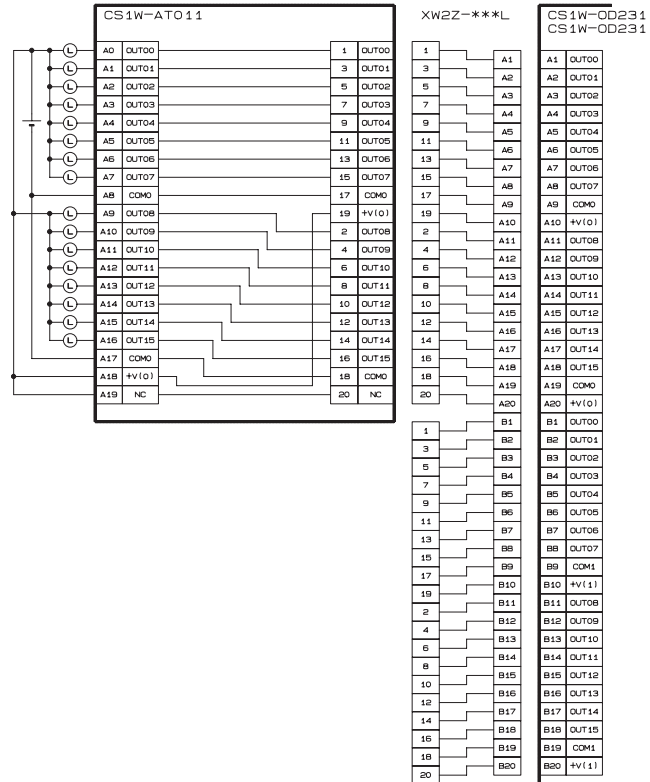 CS1W-AT011 XW2Z-***L CS1W-OD231
CS1W-OD231
L A0 OUT00 1 OUT00 1 A1 A1 OUT00
L A1 OUT01 3 OUT01 3 A2 A2 OUT01
L A2 OUT02 5 OUT02 5 A3 A3 OUT02
L A3 OUT03 7 OUT03 7 A4 A4 OUT03
L A4 OUT04 9 OUT04 9 A5 A5 OUT04
L A5 OUT05 11 OUT05 11 A6 A6 OUT05
L A6 OUT06 13 OUT06 13 A7 A7 OUT06
L A7 OUT07 15 OUT07 15 A8 A8 OUT07
A8 COM0 17 COM0 17 A9 A9 COM0
L A9 OUT08 19 +V(0) 19 A10 A10 +V(0)
L A10 OUT09 2 OUT08 2 A11 A11 OUT08
L A11 OUT10 4 OUT09 4 A12 A12 OUT09
L A12 OUT11 6 OUT10 6 A13 A13 OUT10
L A13 OUT12 8 OUT11 8 A14 A14 OUT11
L A14 OUT13 10 OUT12 10 A15 A15 OUT12
L A15 OUT14 12 OUT13 12 A16 A16 OUT13
L A16 OUT15 14 OUT14 14 A17 A17 OUT14
A17 COM0 16 OUT15 16 A18 A18 OUT15
A18 +V(0) 18 COM0 18 A19 A19 COM0
A19 NC 20 NC 20 A20 A20 +V(0)
1 B1 B1 OUT00
3 B2 B2 OUT01
5 B3 B3 OUT02
7 B4 B4 OUT03
9 B5 B5 OUT04
11 B6 B6 OUT05
13 B7 B7 OUT06
15 B8 B8 OUT07
17 B9 B9 COM1
19 B10 B10 +V(1)
2 B11 B11 OUT08
4 B12 B12 OUT09
6 B13 B13 OUT10
8 B14 B14 OUT11
10 B15 B15 OUT12
12 B16 B16 OUT13
14 B17 B17 OUT14
16 B18 B18 OUT15
18 B19 B19 COM1
20 B20 B20 +V(1)